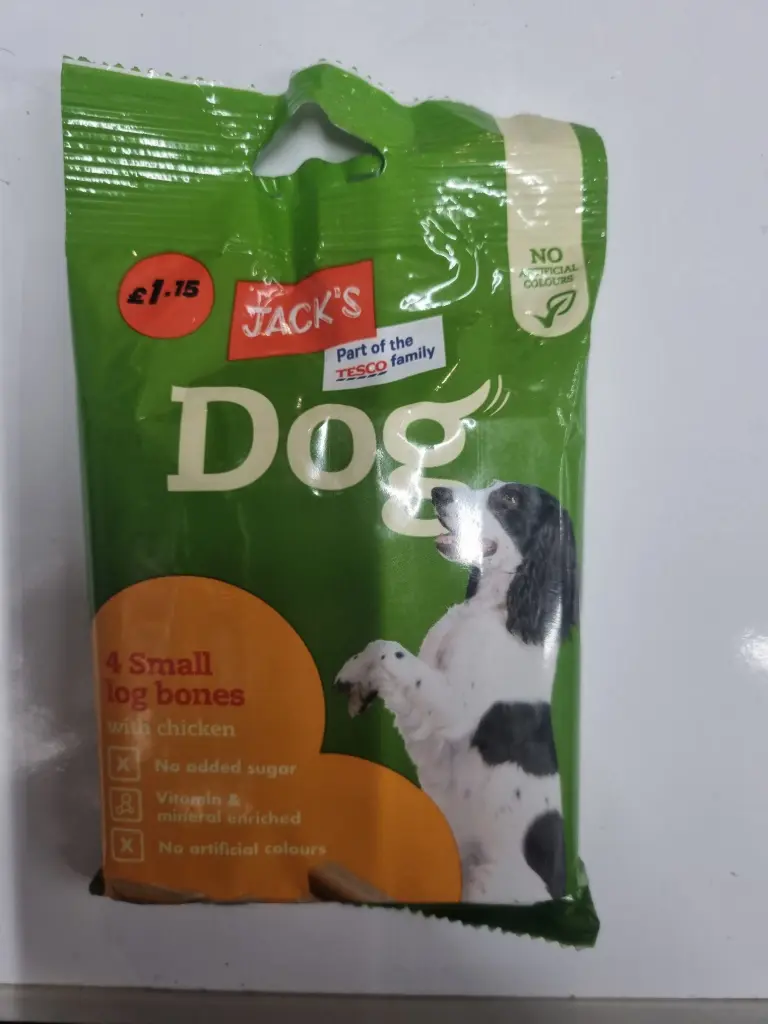 £1.15
JACK'S
Part of the
TESCO family
NO
ARTIFICIAL
COLOURS
Dog
4 Small
log bones
with chicken
X No added sugar
Vitamin &
mineral enriched
X No artificial colours